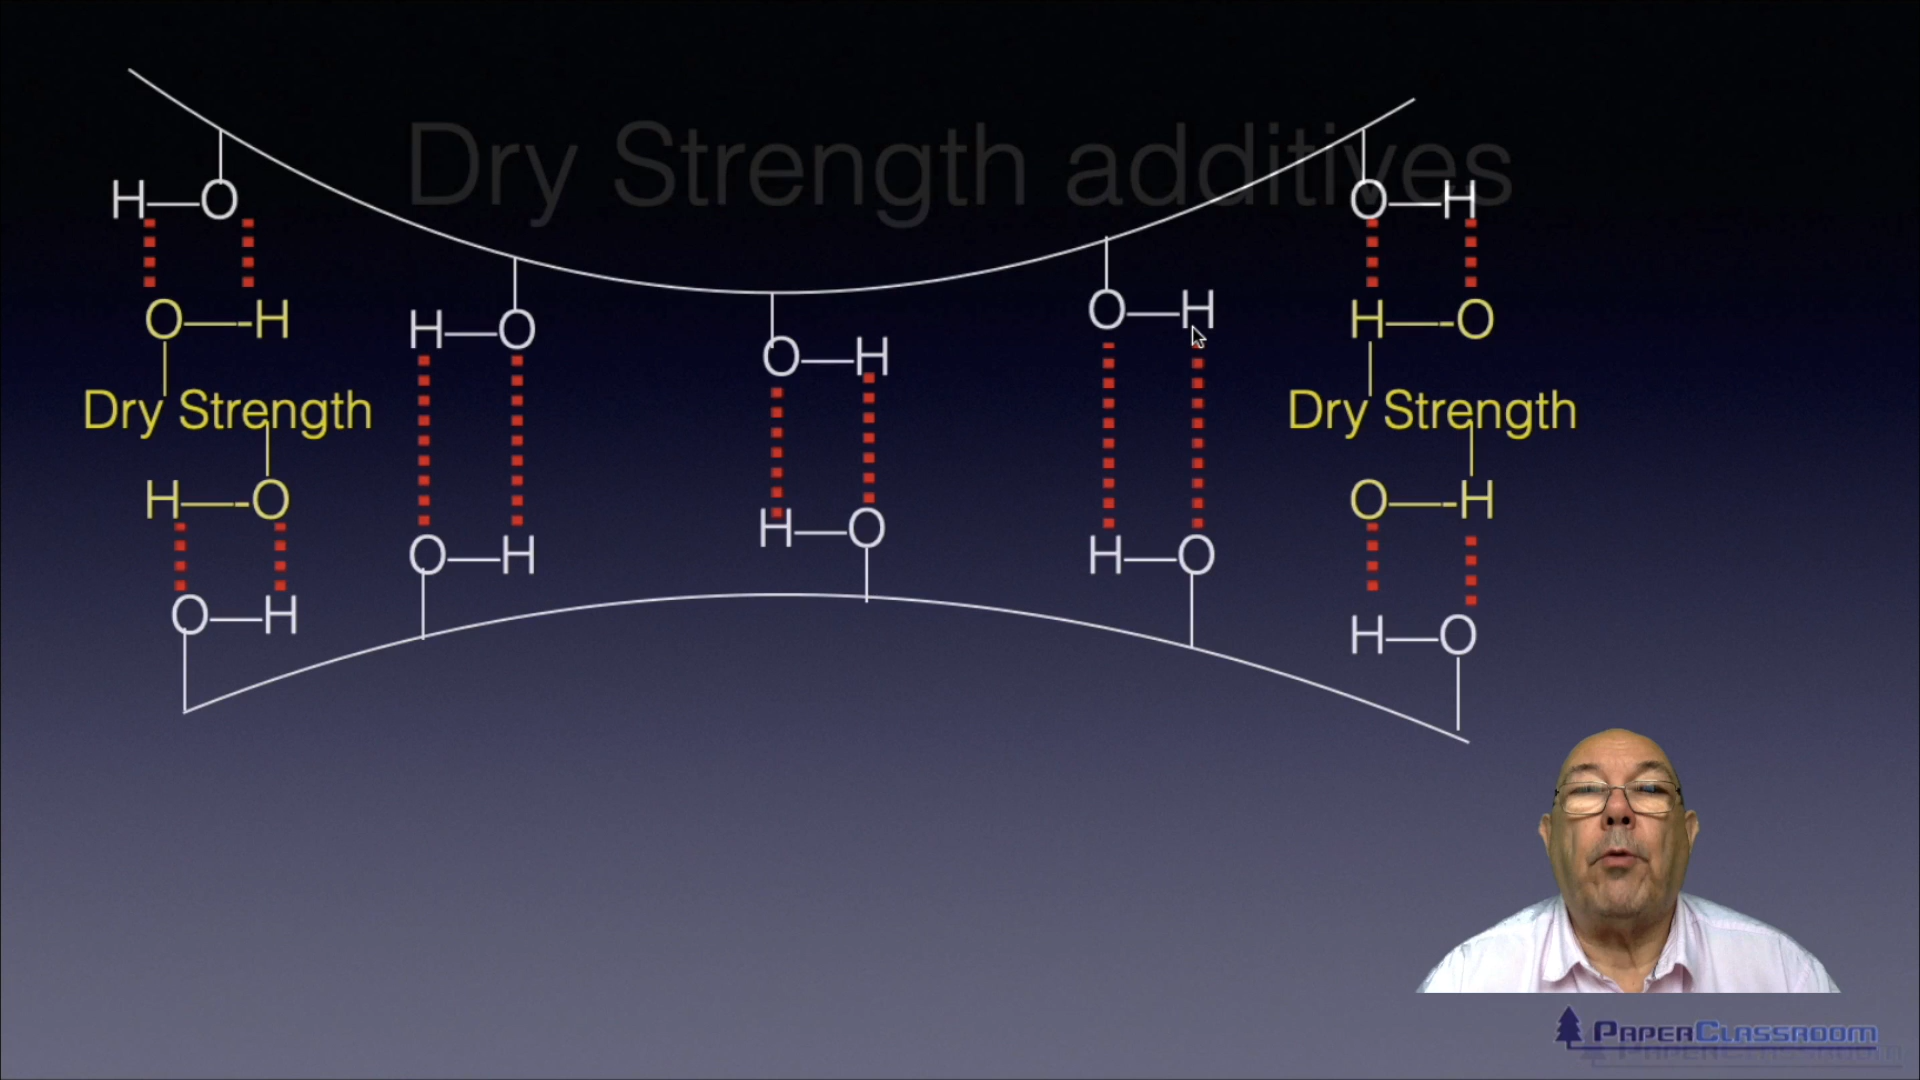 Dry Strength additives
H—O
O—H
O—-H
H—O
O—H
O—H
H—-O
Dry Strength
Dry Strength
H—-O
O—H
H—O
O—H
H—O
O—-H
O—H
H—O
PaperClassroom